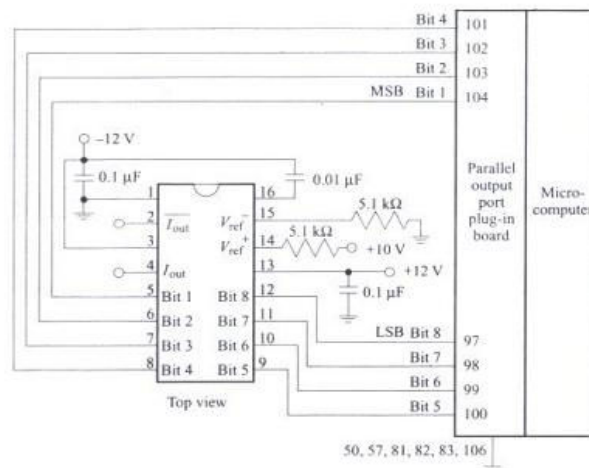 Bit 4 101
Bit 3 102
Bit 2 103
MSB Bit 1 104
–12 V
0.1 µF
0.01 µF
1 16
5.1 kΩ
2 I̅out Vref– 15
5.1 kΩ
3 Vref+ 14
+10 V
4 Iout 13
+12 V
5 Bit 1 Bit 8 12
0.1 µF
6 Bit 2 Bit 7 11
7 Bit 3 Bit 6 10
8 Bit 4 Bit 5 9
Top view
Parallel
output
port
plug-in
board
Micro-
computer
LSB Bit 8 97
Bit 7 98
Bit 6 99
Bit 5 100
50, 57, 81, 82, 83, 106